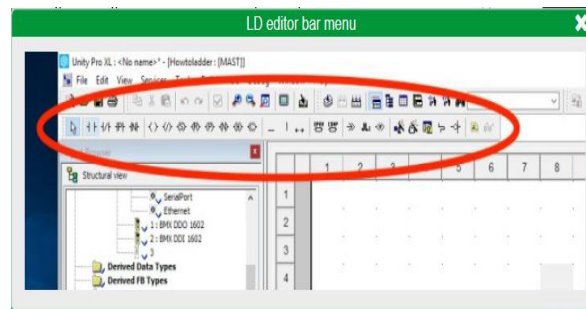 LD editor bar menu
Unity Pro XL : <No name>* - [Howtoladder : [MAST]]
File Edit View Services
Structural view
1 2 3 5 6 7 8
SerialPort
Ethernet
1 : BMX DDO 1602
2 : BMX DDI 1602
3
Derived Data Types
Derived FB Types
1
2
3
4